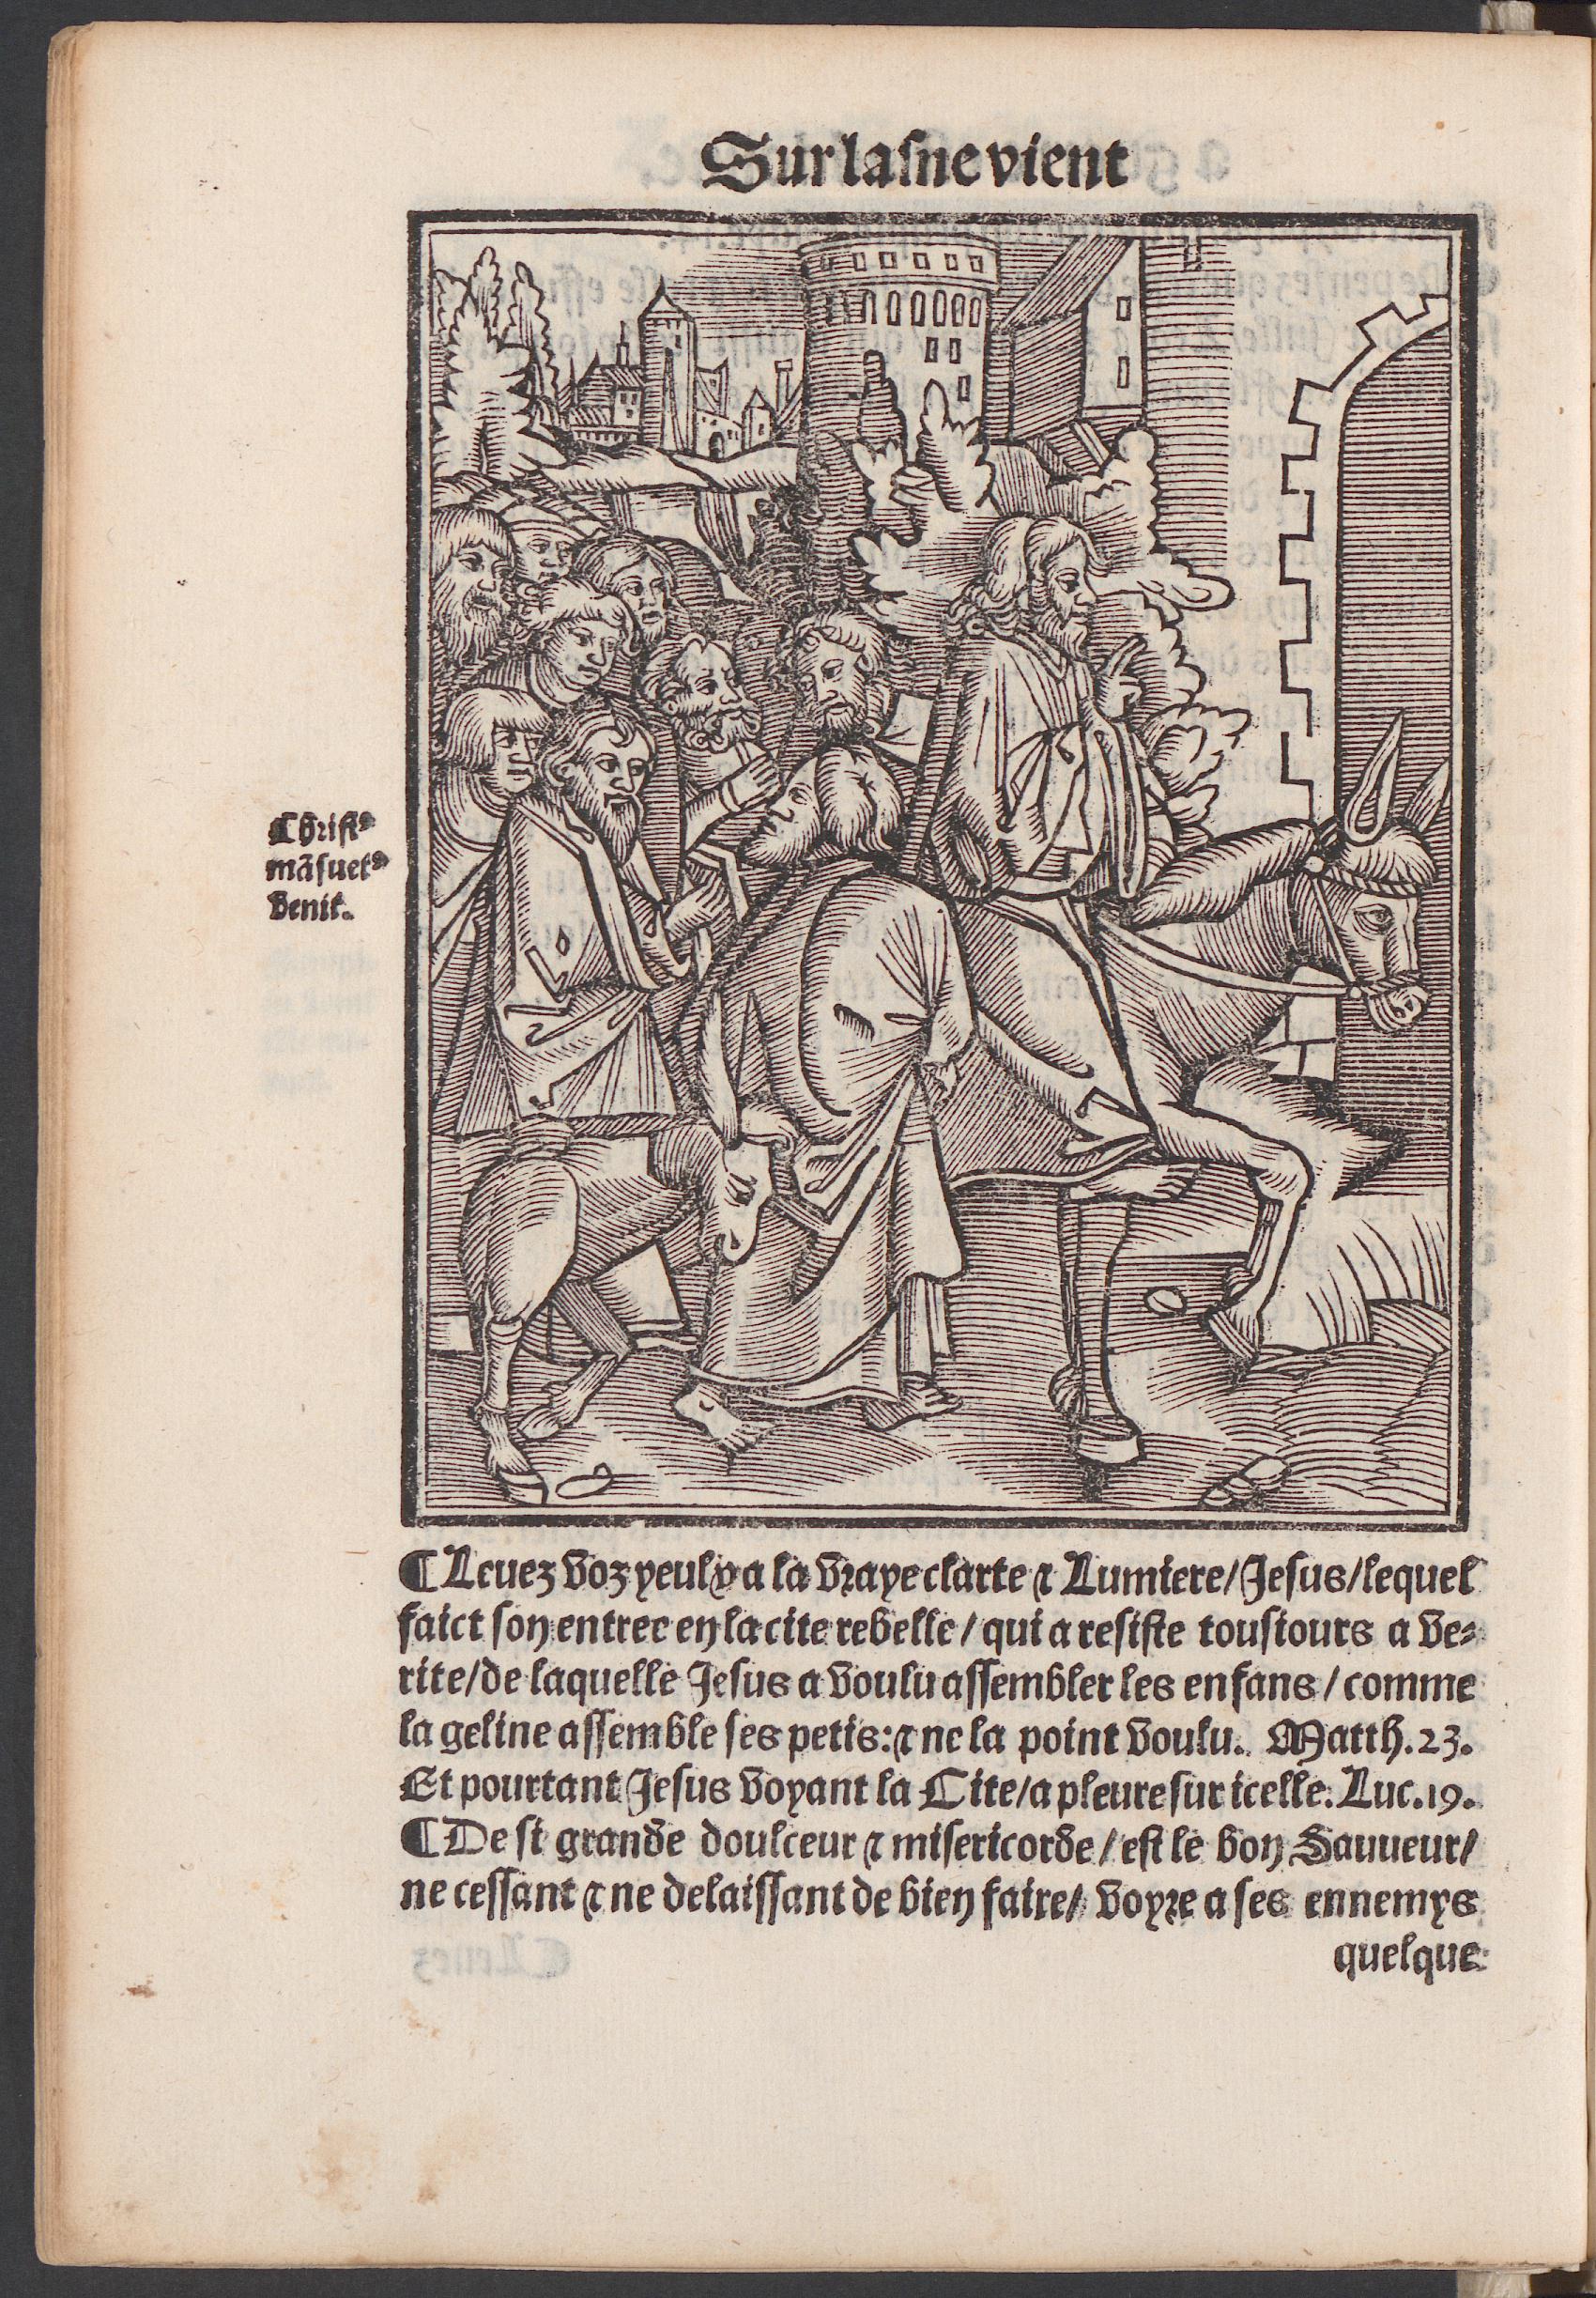 Sur lasne vient
Christꝰ
mãsuetꝰ
venit.
¶ Leuez voz yeulx a la vraye clarte & Lumiere/Jesus/lequel
faict son entree en la cite rebelle/ qui a resiste tousiours a ve-
rite/de laquelle Jesus a voulu assembler les enfans/ comme
la geline assemble ses petis: & ne la point voulu. Matth. 23.
Et pourtant Jesus voyant la Cite/a pleure sur icelle. Luc. 19.
¶ De si grande doulceur & misericorde/est le bon Sauueur/
ne cessant & ne delaissant de bien faire/ voyre a ses ennemys
quelque